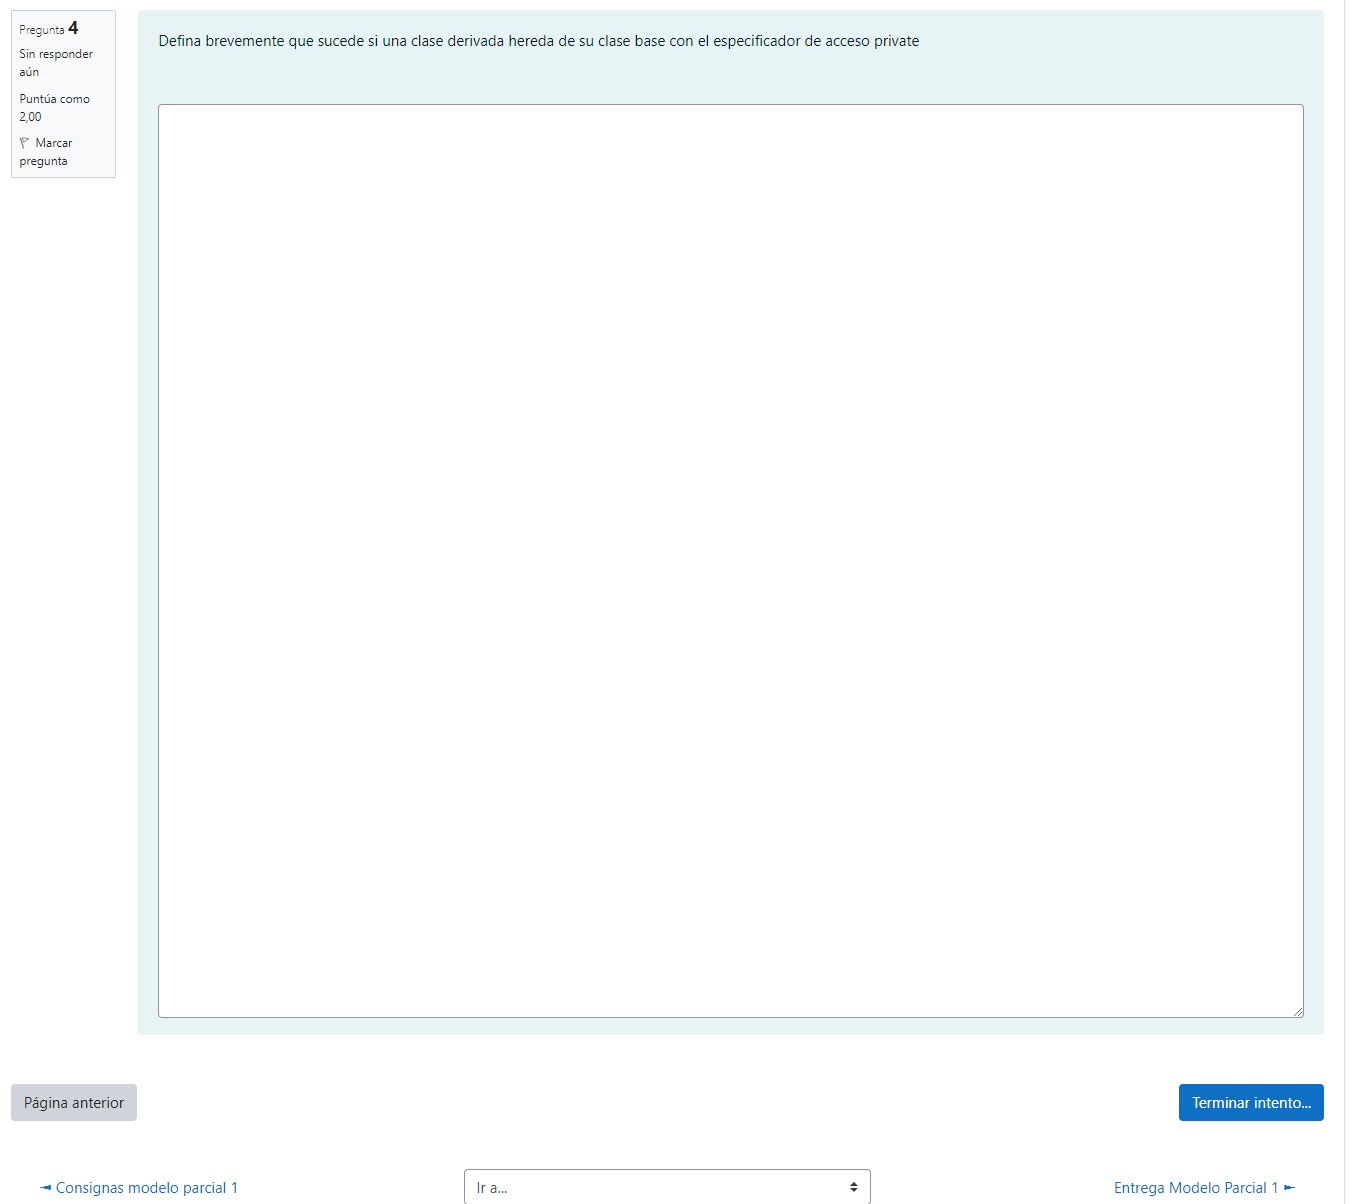 Pregunta 4
Sin responder
aún
Puntúa como
2,00
Marcar
pregunta
Defina brevemente que sucede si una clase derivada hereda de su clase base con el especificador de acceso private
Página anterior
Terminar intento...
◄ Consignas modelo parcial 1
Ir a...
Entrega Modelo Parcial 1 ►